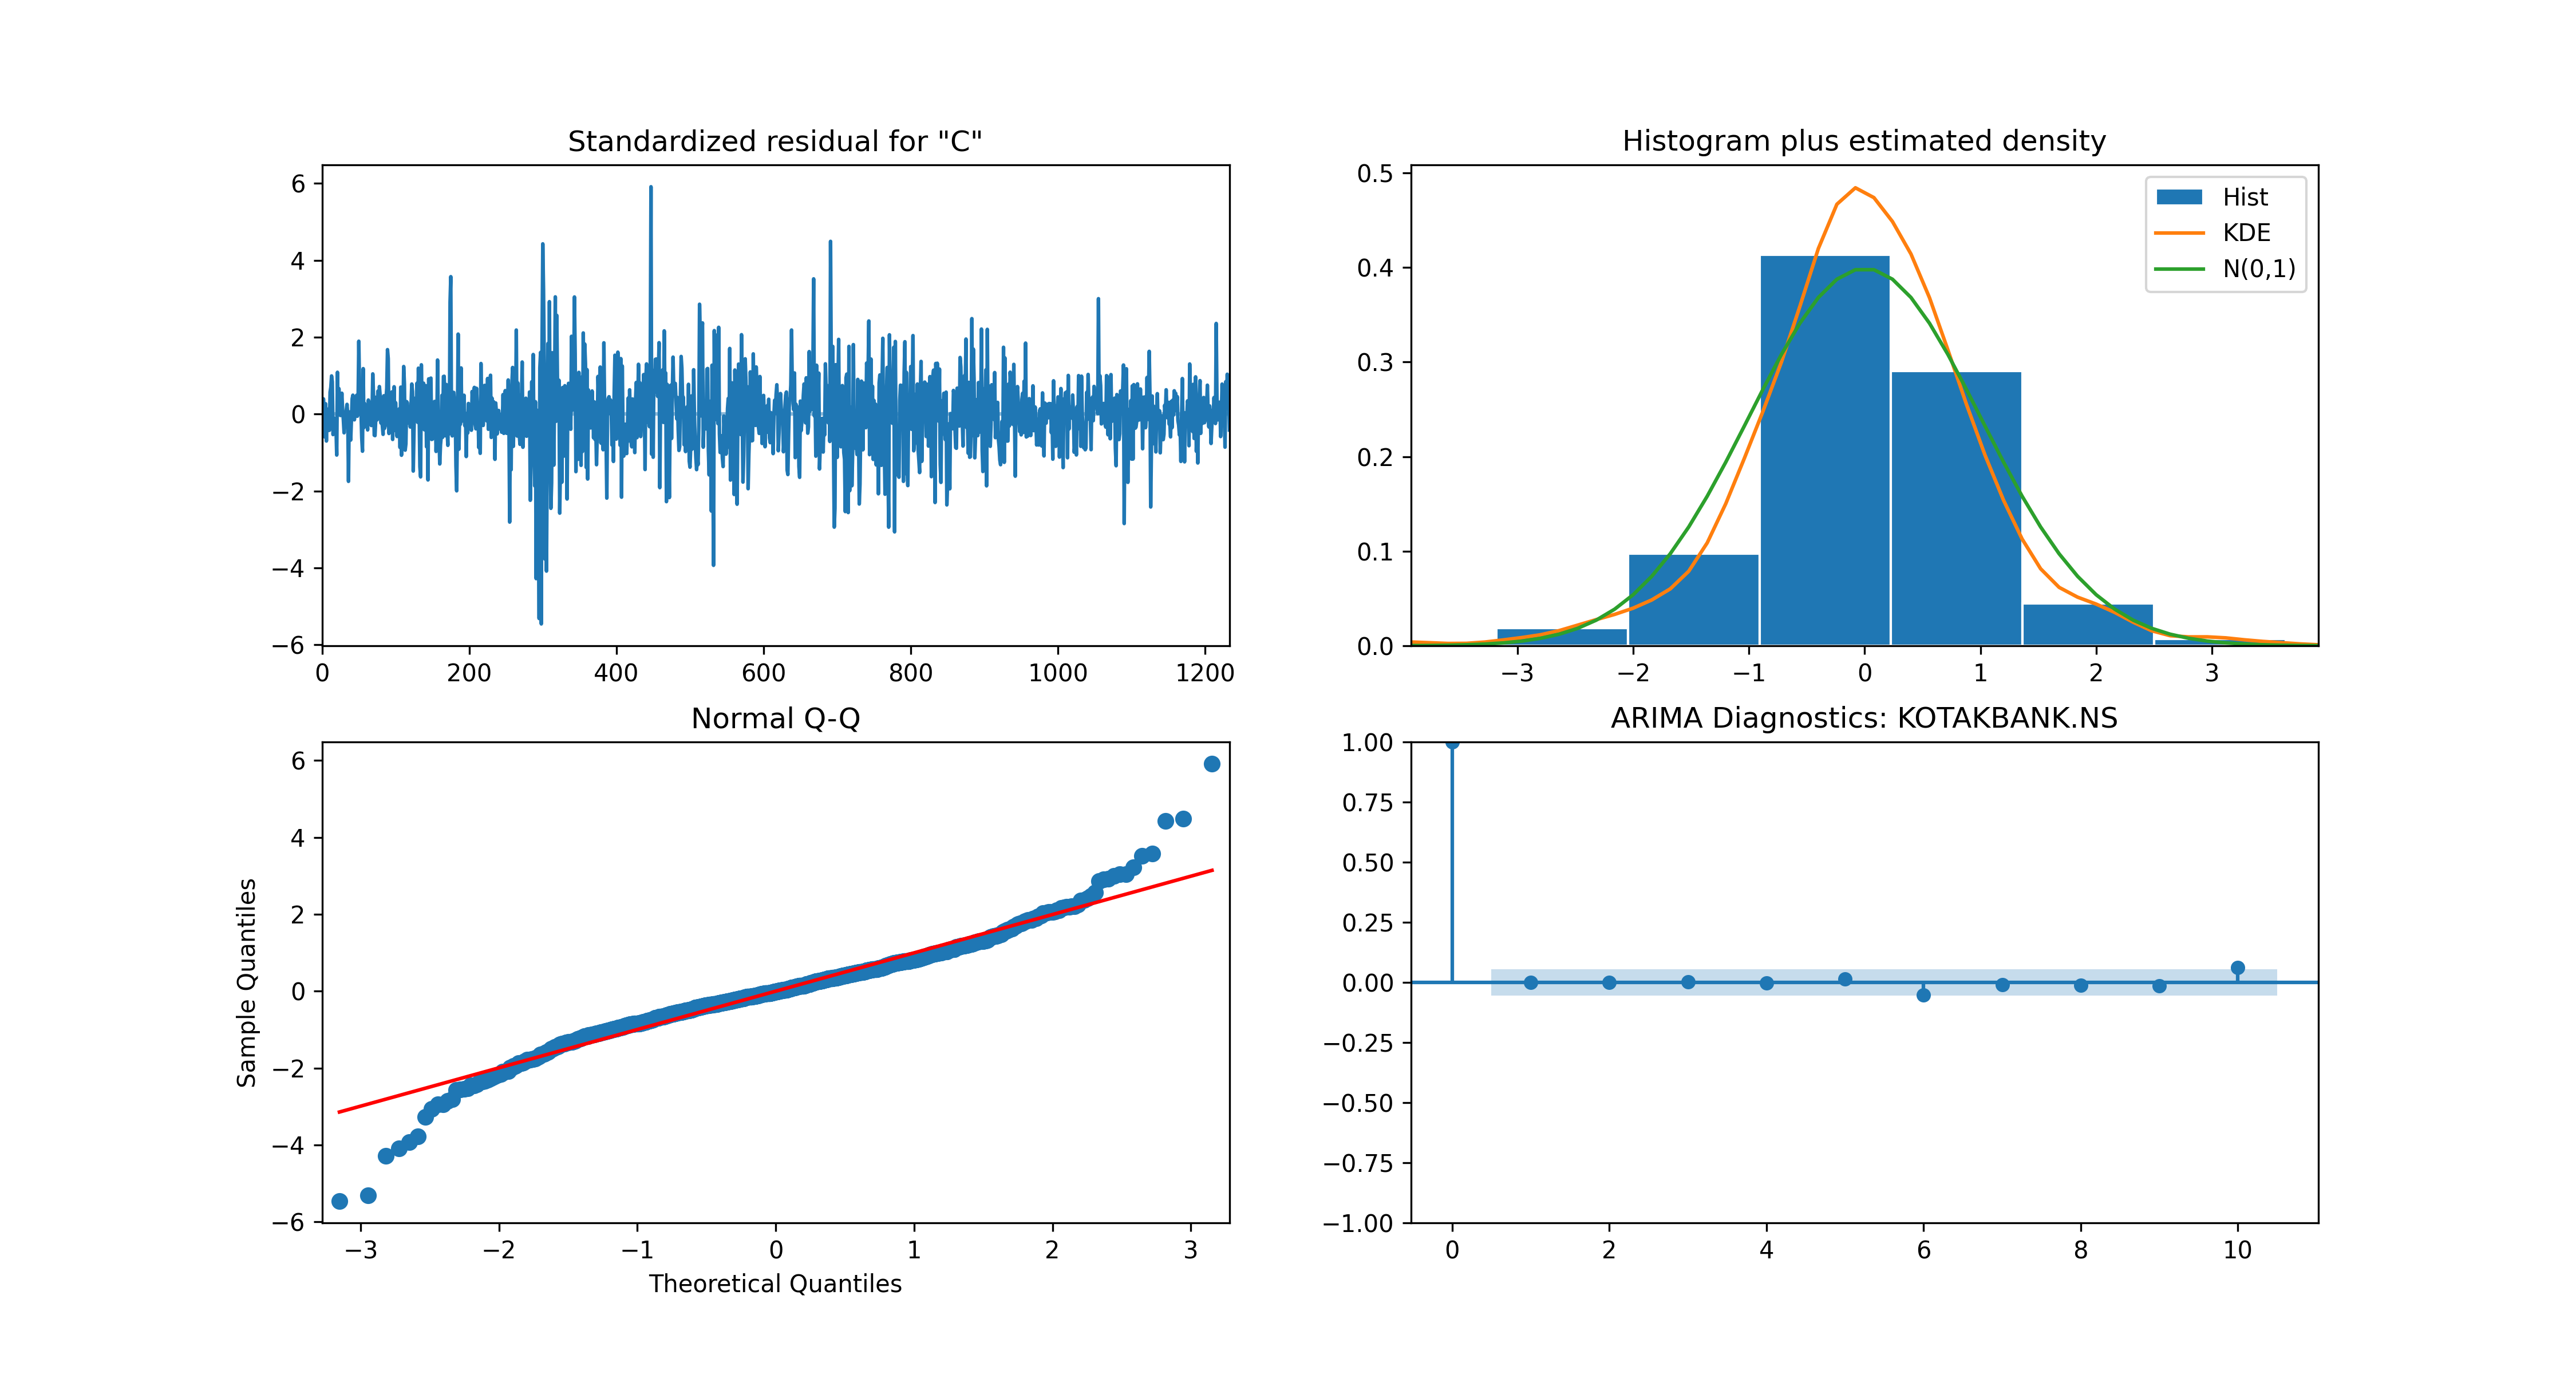 Standardized residual for "C"
6
4
2
0
−2
−4
−6
0 200 400 600 800 1000 1200
Histogram plus estimated density
0.5
0.4
0.3
0.2
0.1
0.0
−3 −2 −1 0 1 2 3
Hist
KDE
N(0,1)
Normal Q-Q
Sample Quantiles
6
4
2
0
−2
−4
−6
−3 −2 −1 0 1 2 3
Theoretical Quantiles
ARIMA Diagnostics: KOTAKBANK.NS
1.00
0.75
0.50
0.25
0.00
−0.25
−0.50
−0.75
−1.00
0 2 4 6 8 10